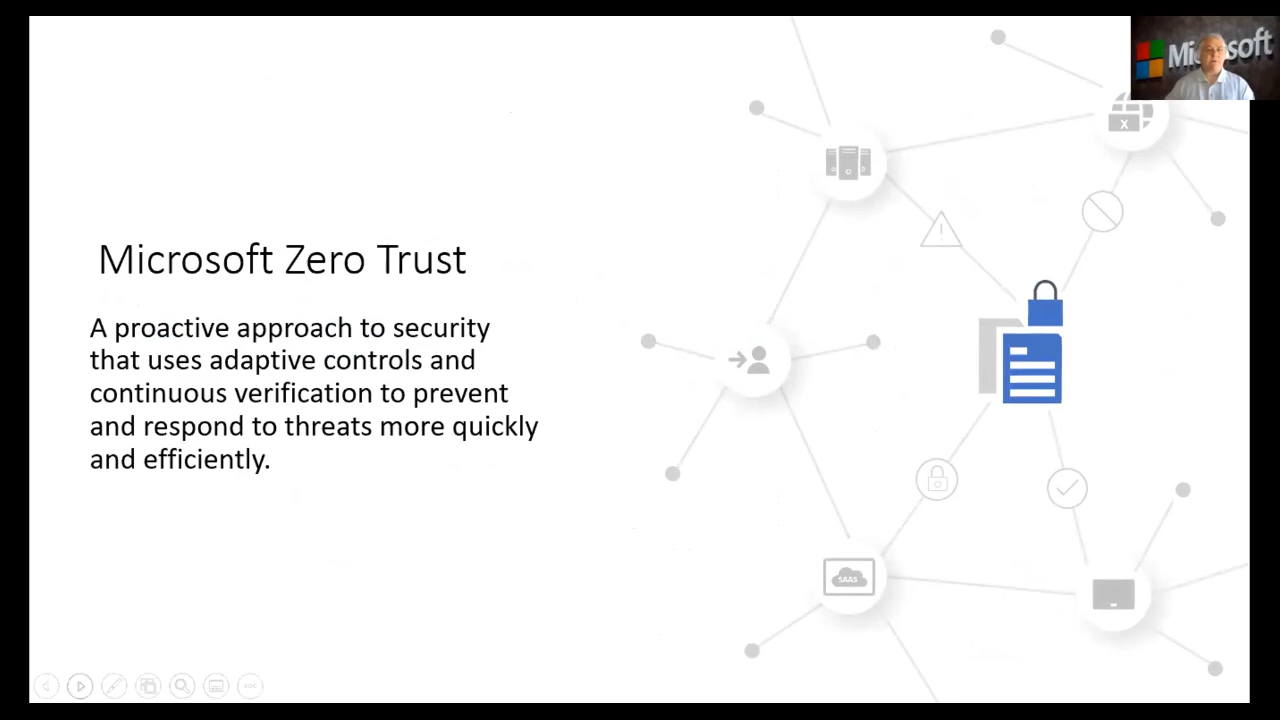 Microsoft
X
Microsoft Zero Trust
A proactive approach to security
that uses adaptive controls and
continuous verification to prevent
and respond to threats more quickly
and efficiently.
SAAS